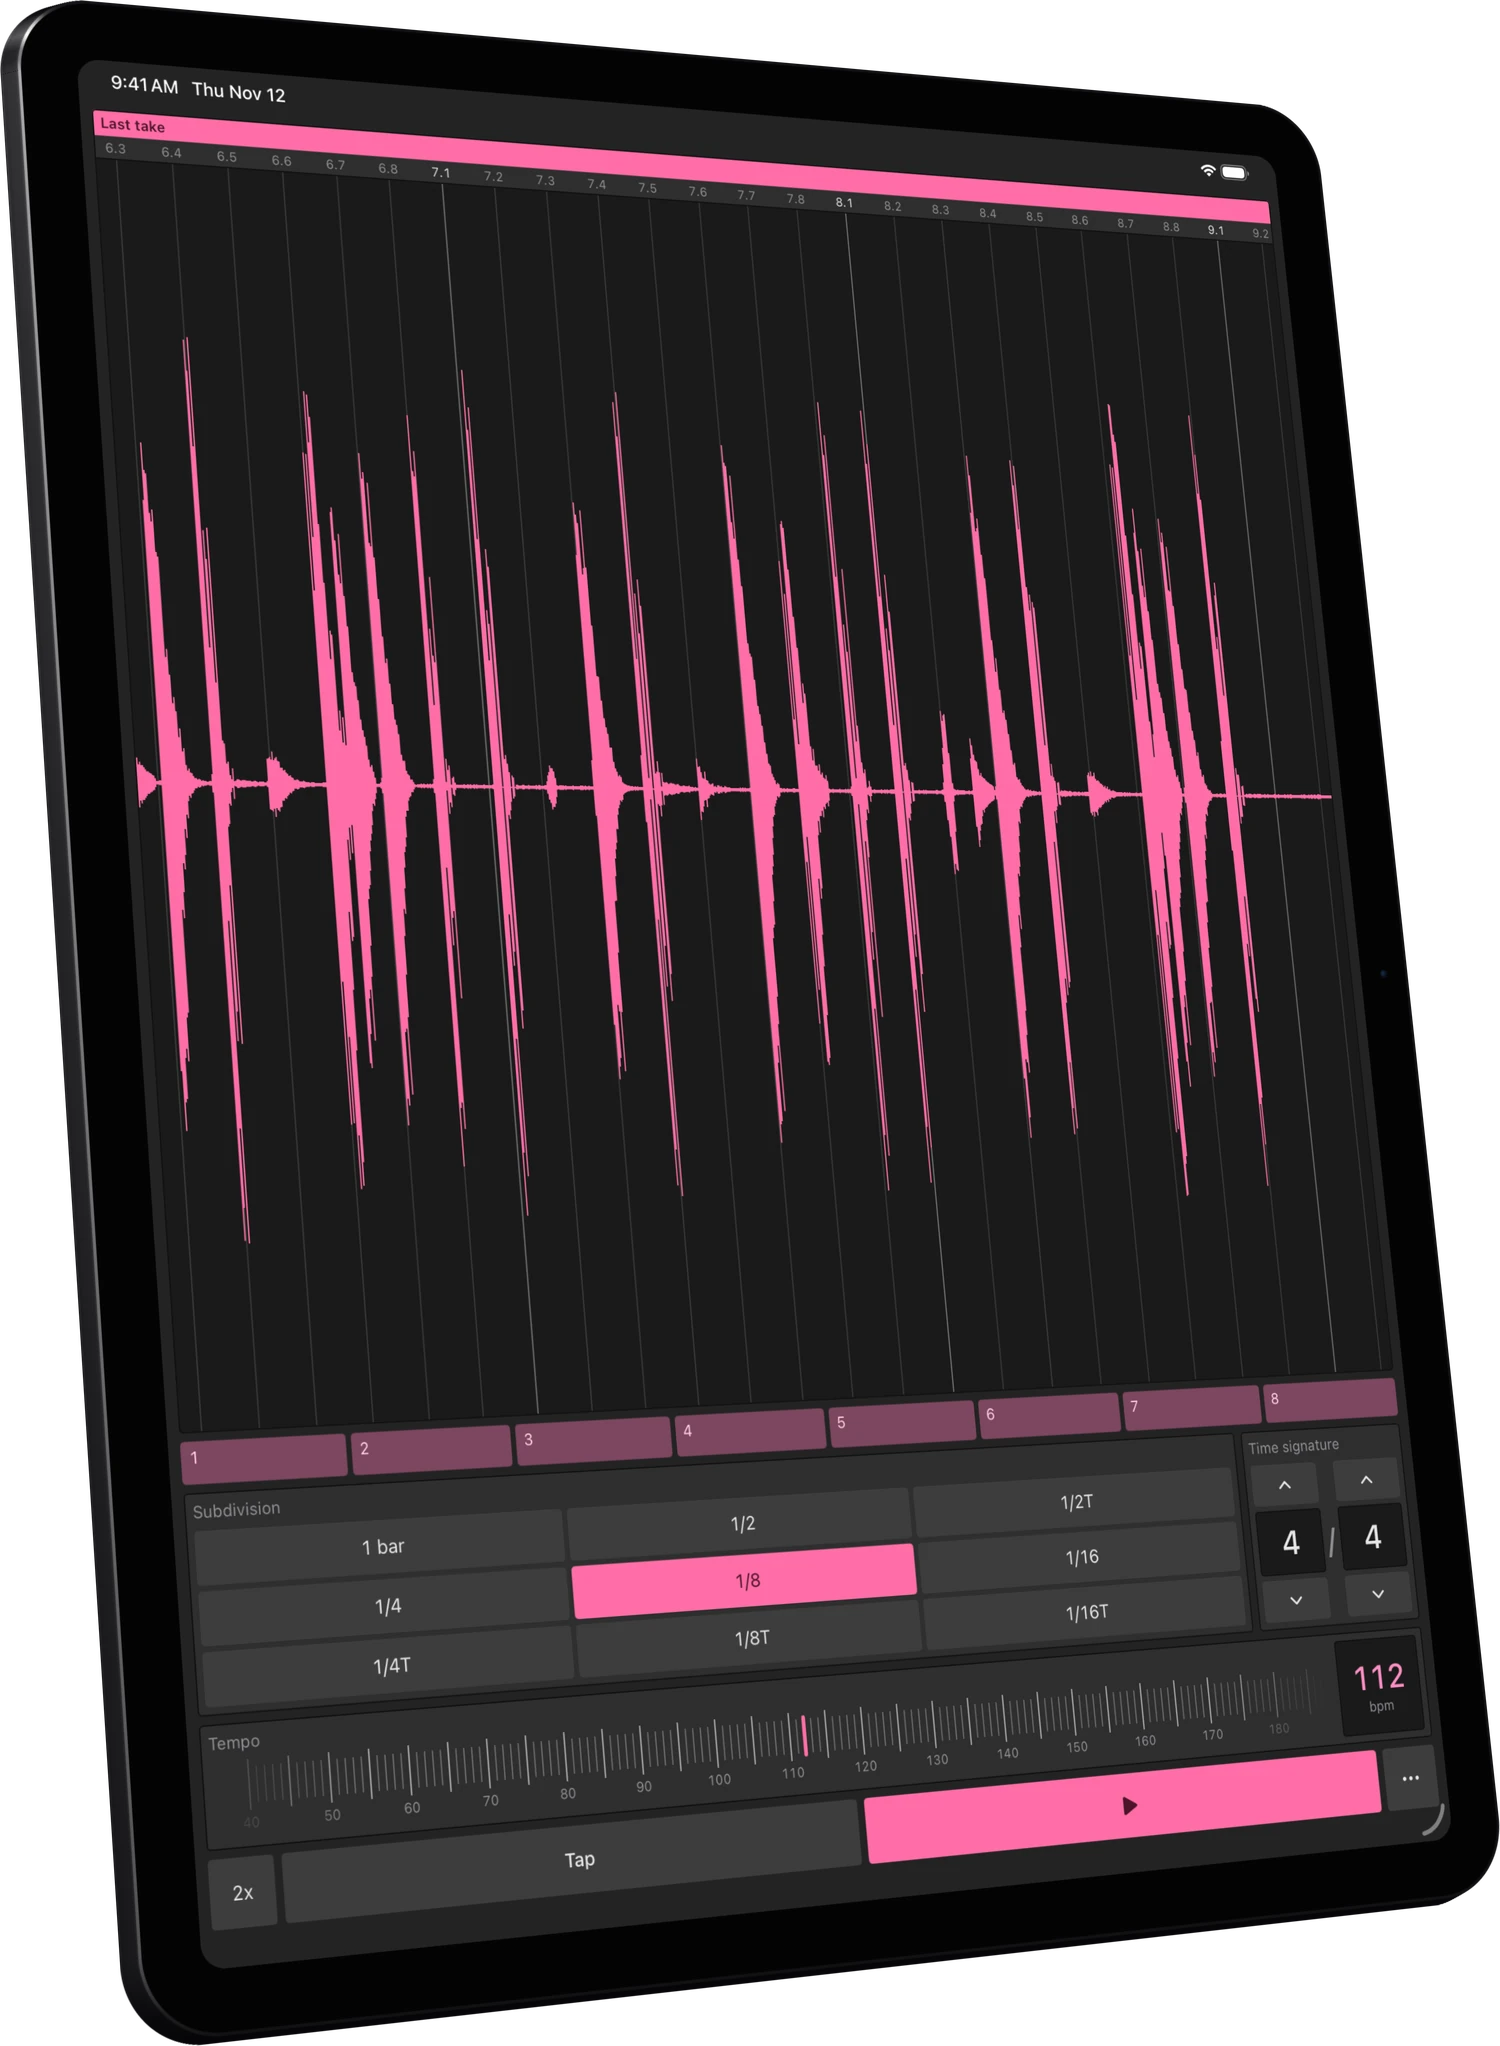 9:41 AM Thu Nov 12
Last take
6.3 6.4 6.5 6.6 6.7 6.8 7.1 7.2 7.3 7.4 7.5 7.6 7.7 7.8 8.1 8.2 8.3 8.4 8.5 8.6 8.7 8.8 9.1 9.2
1 2 3 4 5 6 7 8
Subdivision
1 bar 1/2 1/2T
1/4 1/8 1/16
1/4T 1/8T 1/16T
Time signature
4 / 4
Tempo
40 50 60 70 80 90 100 110 120 130 140 150 160 170 180
112
bpm
2x Tap ...